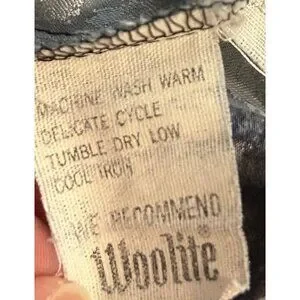 MACHINE WASH WARM
DELICATE CYCLE
TUMBLE DRY LOW
COOL IRON
WE RECOMMEND
Woolite®